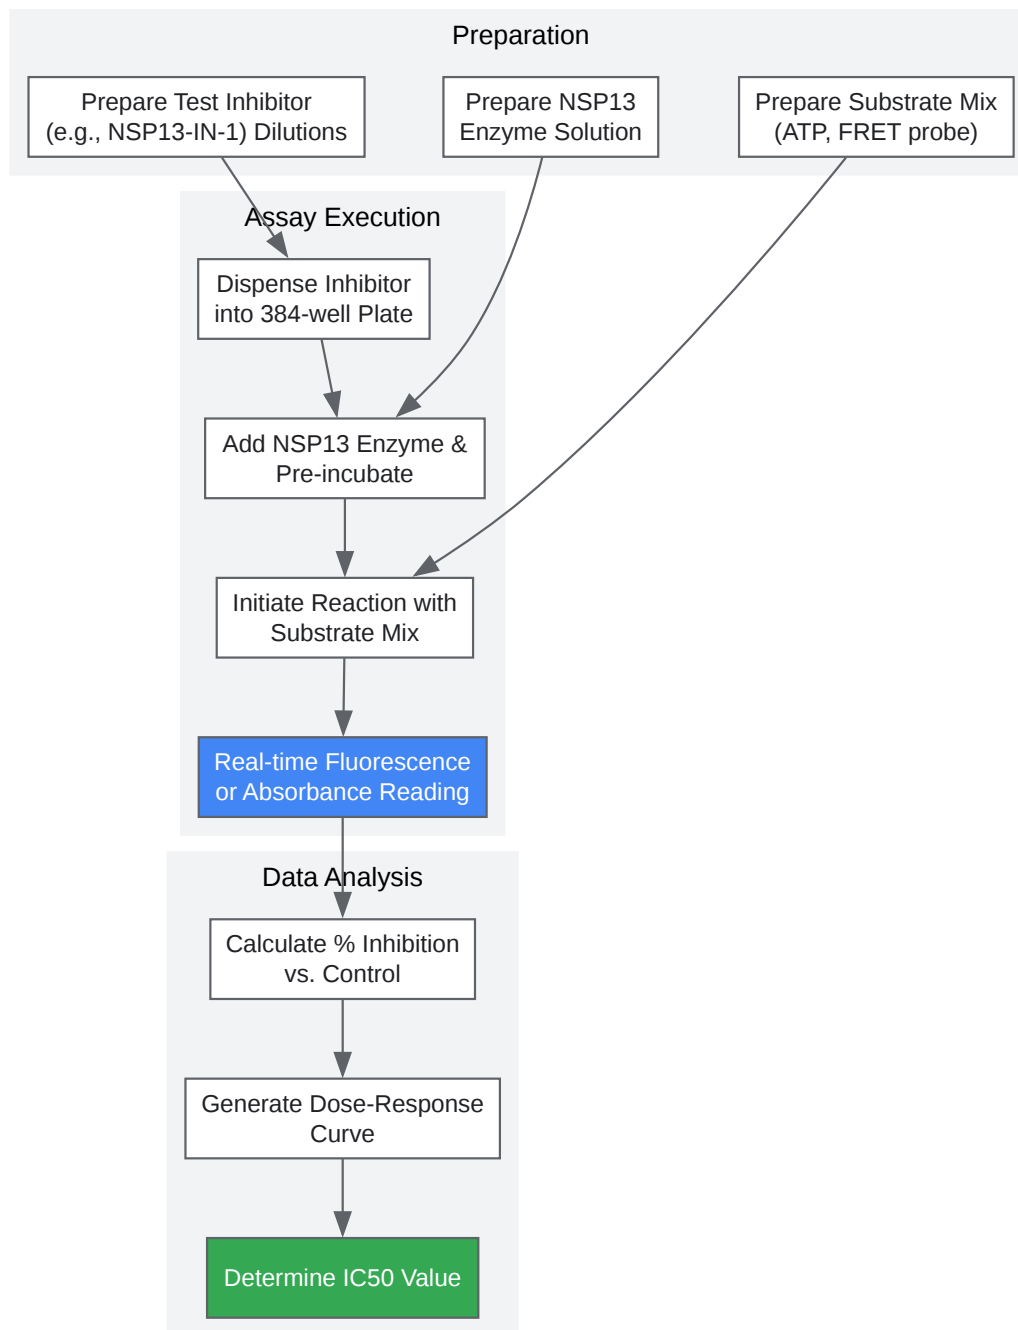 Preparation
Prepare Test Inhibitor
(e.g., NSP13-IN-1) Dilutions
Prepare NSP13
Enzyme Solution
Prepare Substrate Mix
(ATP, FRET probe)
Assay Execution
Dispense Inhibitor
into 384-well Plate
Add NSP13 Enzyme &
Pre-incubate
Initiate Reaction with
Substrate Mix
Real-time Fluorescence
or Absorbance Reading
Data Analysis
Calculate % Inhibition
vs. Control
Generate Dose-Response
Curve
Determine IC50 Value